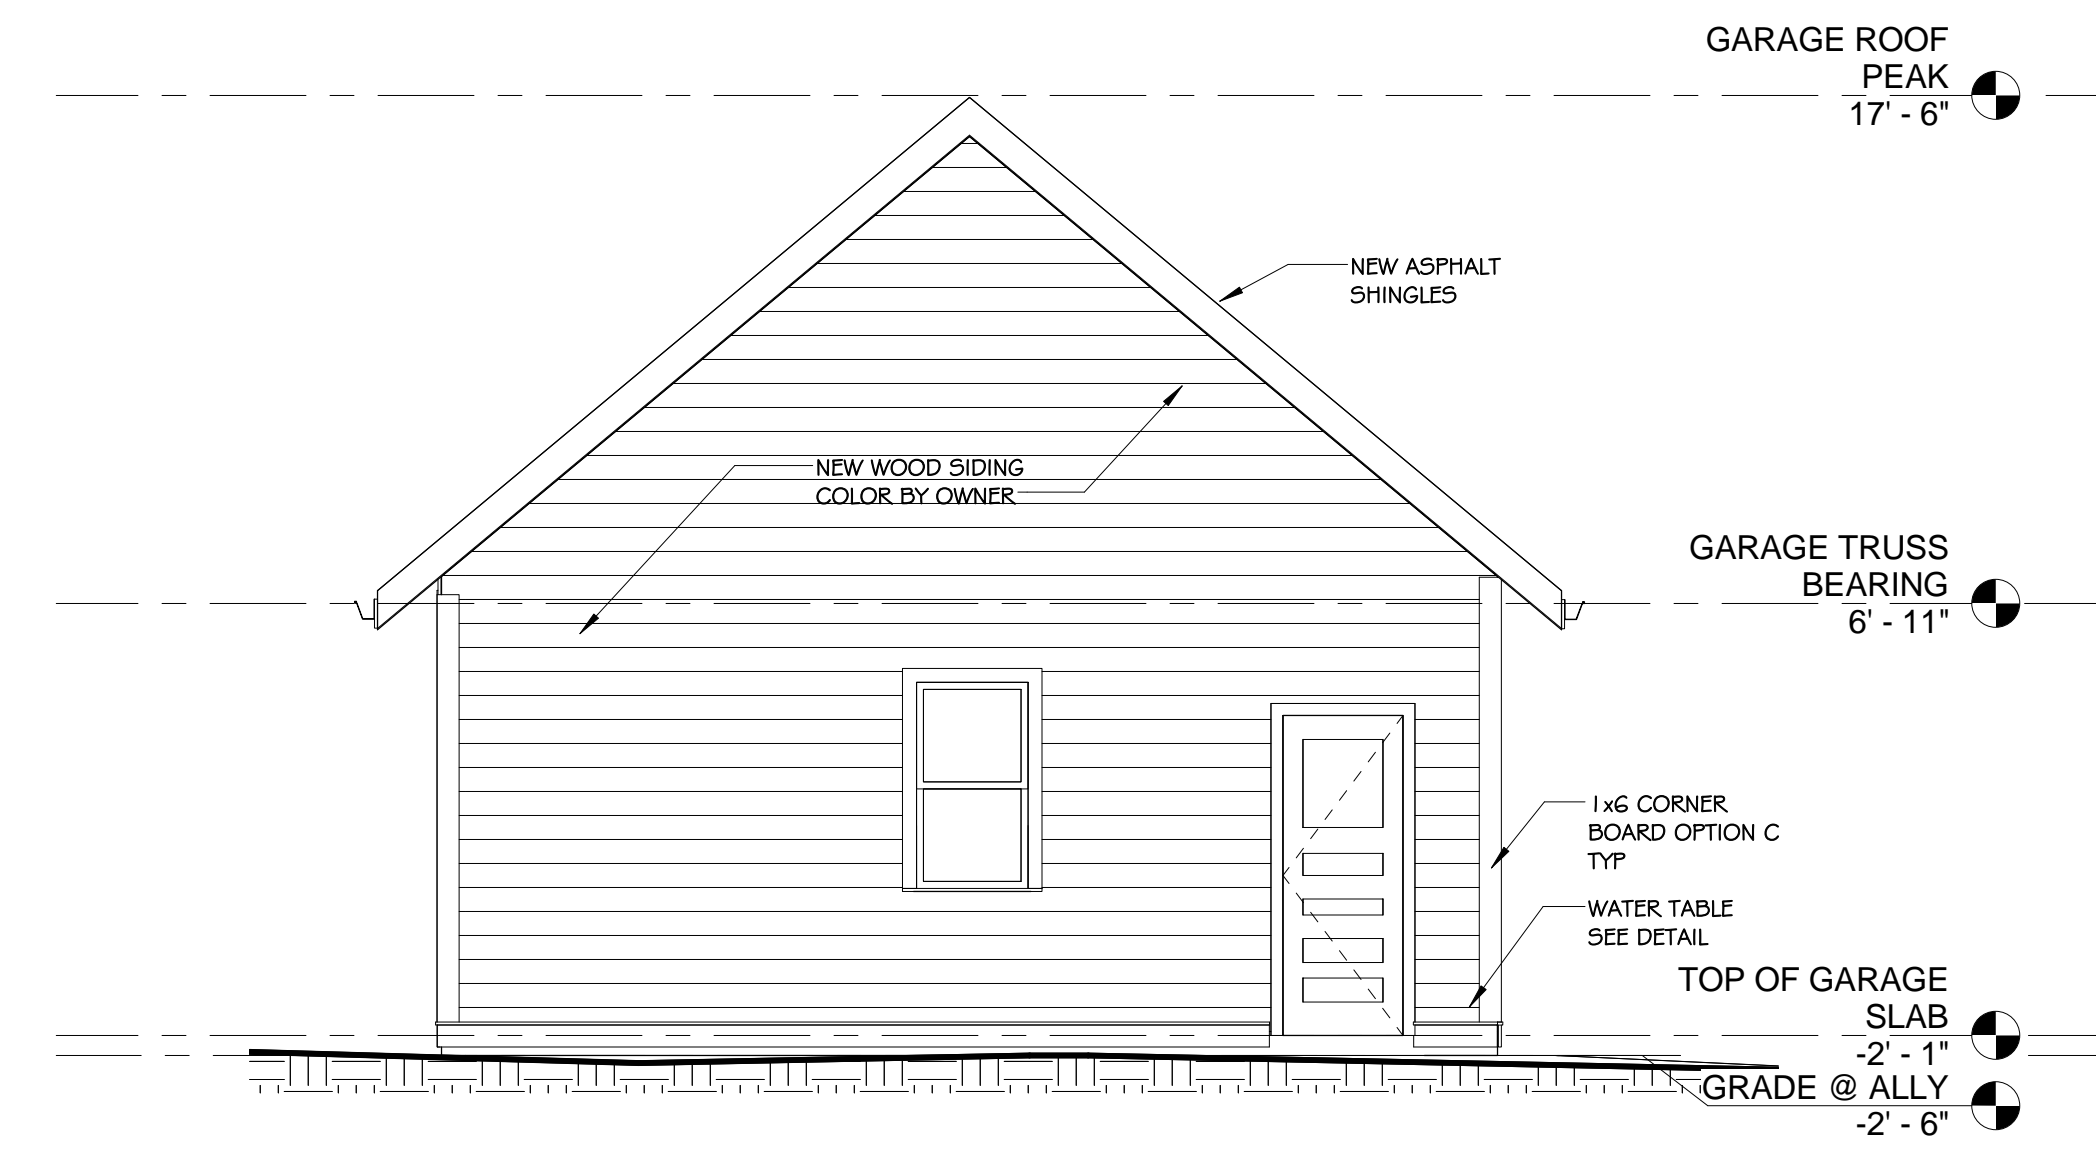 GARAGE ROOF
PEAK
17' - 6"
NEW ASPHALT
SHINGLES
NEW WOOD SIDING
COLOR BY OWNER
GARAGE TRUSS
BEARING
6' - 11"
1x6 CORNER
BOARD OPTION C
TYP
WATER TABLE
SEE DETAIL
TOP OF GARAGE
SLAB
-2' - 1"
GRADE @ ALLY
-2' - 6"